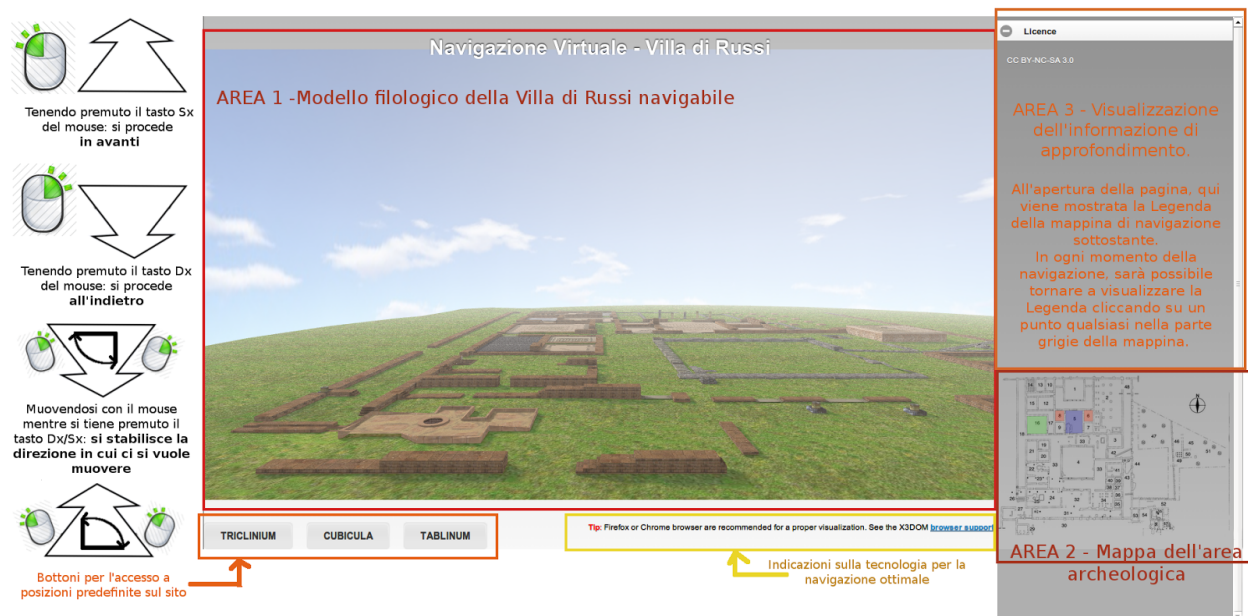 Tenendo premuto il tasto Sx
del mouse: si procede
in avanti
Tenendo premuto il tasto Dx
del mouse: si procede
all'indietro
Muovendosi con il mouse
mentre si tiene premuto il
tasto Dx/Sx: si stabilisce la
direzione in cui ci si vuole
muovere
Navigazione Virtuale - Villa di Russi
AREA 1 -Modello filologico della Villa di Russi navigabile
TRICLINIUM
CUBICULA
TABLINUM
Bottoni per l'accesso a
posizioni predefinite sul sito
Tip: Firefox or Chrome browser are recommended for a proper visualization. See the X3DOM browser support
Indicazioni sulla tecnologia per la
navigazione ottimale
Licence
CC BY-NC-SA 3.0
AREA 3 - Visualizzazione
dell'informazione di
approfondimento.
All'apertura della pagina, qui
viene mostrata la Legenda
della mappina di navigazione
sottostante.
In ogni momento della
navigazione, sarà possibile
tornare a visualizzare la
Legenda cliccando su un
punto qualsiasi nella parte
grigie della mappina.
N
AREA 2 - Mappa dell'area
archeologica